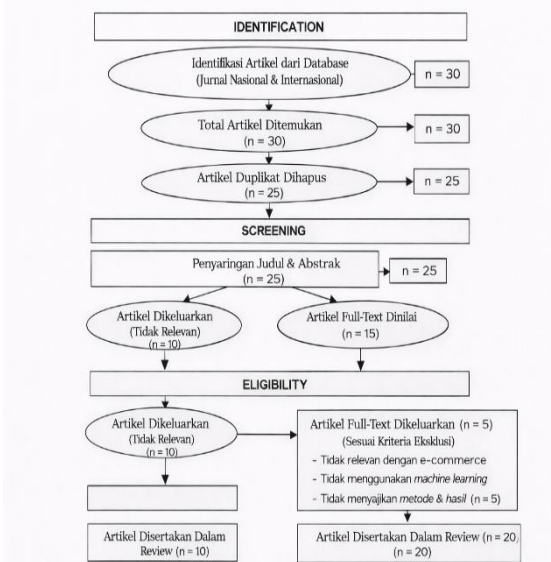 IDENTIFICATION
Identifikasi Artikel dari Database
(Jurnal Nasional & Internasional)
n = 30
Total Artikel Ditemukan
(n = 30)
n = 30
Artikel Duplikat Dihapus
(n = 25)
n = 25
SCREENING
Penyaringan Judul & Abstrak
(n = 25)
n = 25
Artikel Dikeluarkan
(Tidak Relevan)
(n = 10)
Artikel Full-Text Dinilai
(n = 15)
ELIGIBILITY
Artikel Dikeluarkan
(Tidak Relevan)
(n = 10)
Artikel Full-Text Dikeluarkan (n = 5)
(Sesuai Kriteria Eksklusi)
- Tidak relevan dengan e-commerce
- Tidak menggunakan machine learning
- Tidak menyajikan metode & hasil (n = 5)
Artikel Disertakan Dalam
Review (n = 10)
Artikel Disertakan Dalam Review (n = 20,
(n = 20)